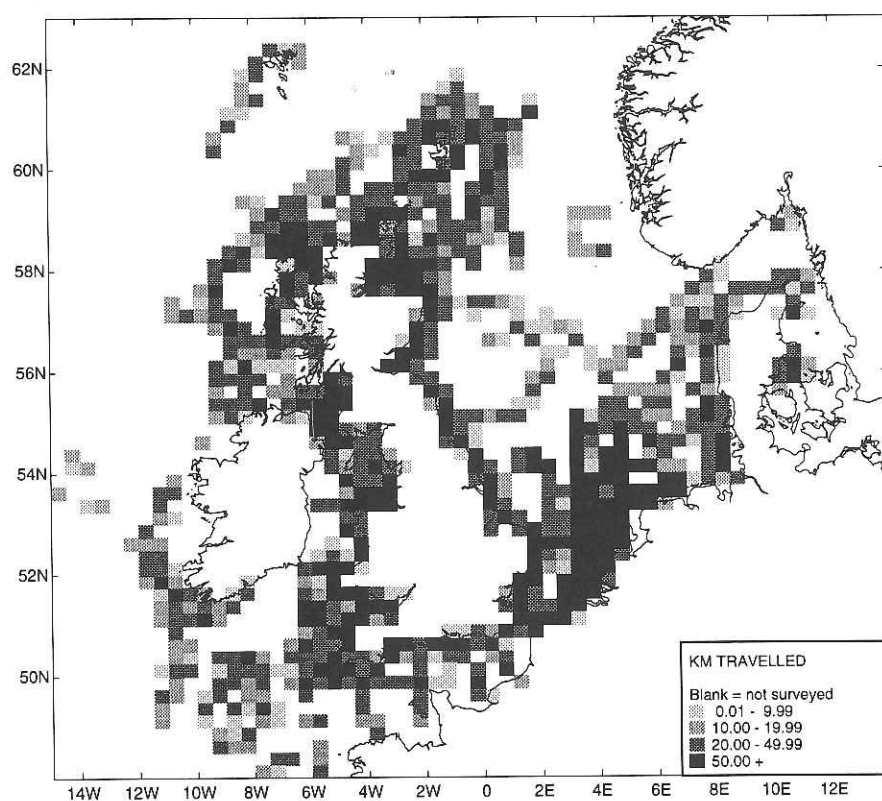 62N
60N
58N
56N
54N
52N
50N
KM TRAVELLED
Blank = not surveyed
0.01 - 9.99
10.00 - 19.99
20.00 - 49.99
50.00 +
14W 12W 10W 8W 6W 4W 2W 0 2E 4E 6E 8E 10E 12E